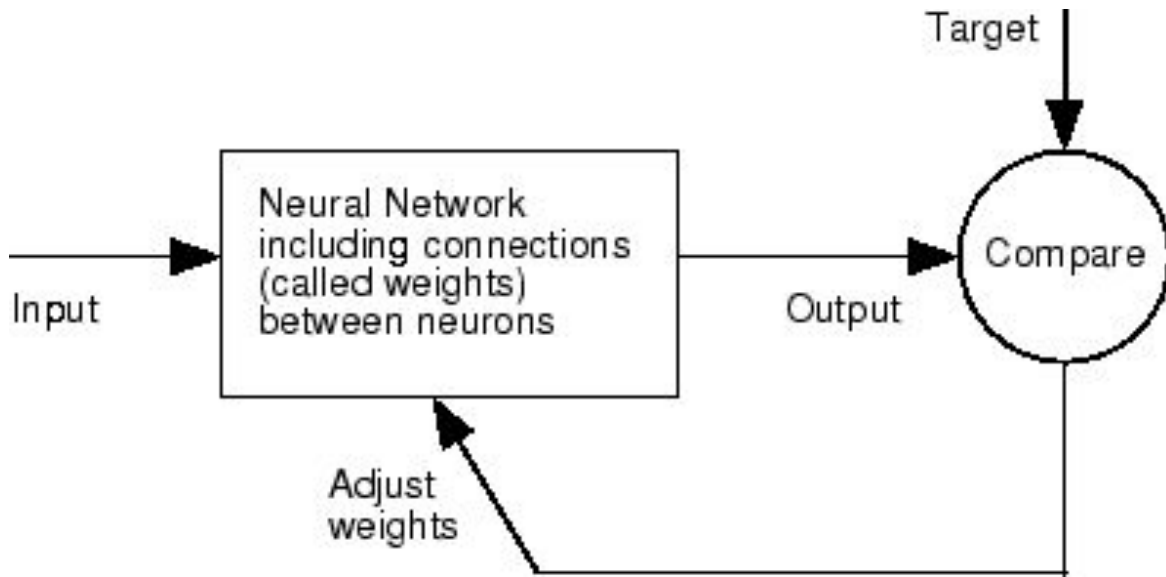 Target
Neural Network
including connections
(called weights)
between neurons
Compare
Input
Output
Adjust
weights